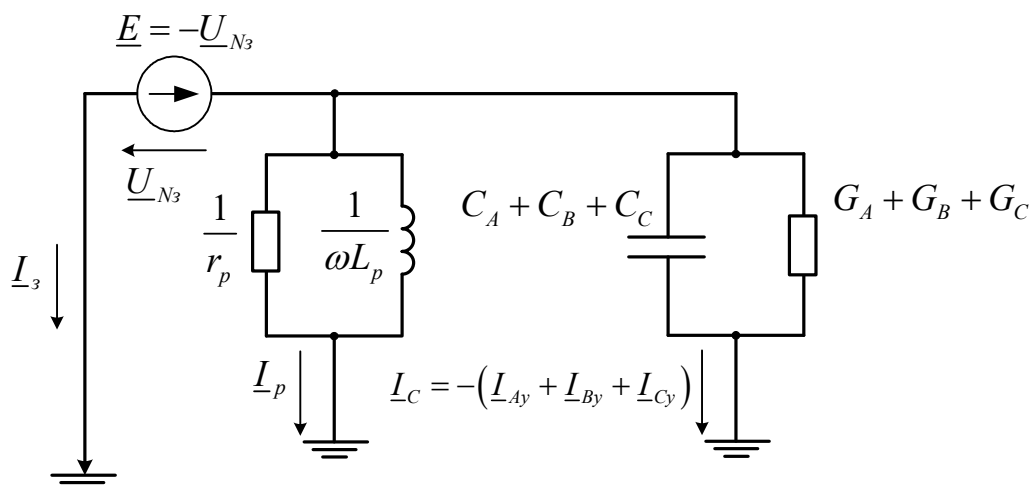 E = −U_Nз
U_Nз
1/r_p
1/ωL_p
C_A + C_B + C_C
G_A + G_B + G_C
I_з
I_p
I_C = −(I_Ay + I_By + I_Cy)